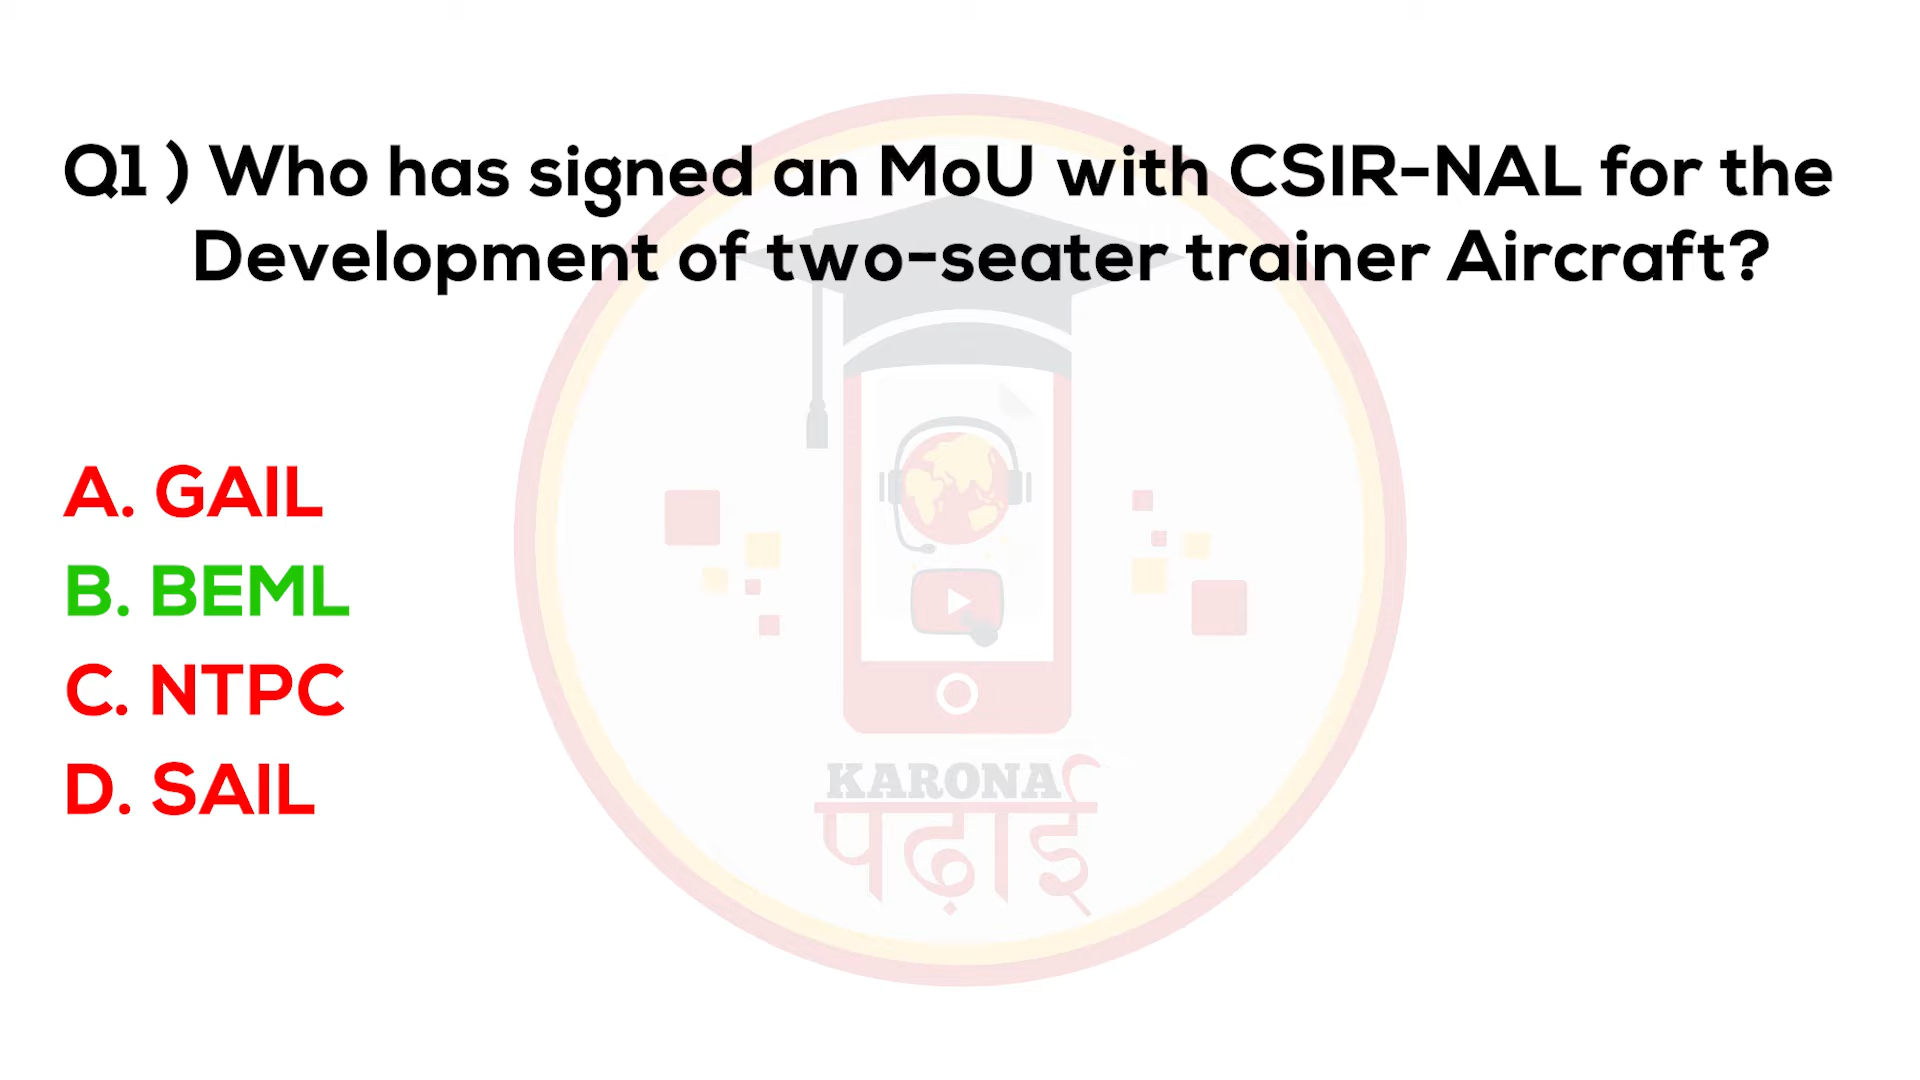 Q1 ) Who has signed an MoU with CSIR-NAL for the
Development of two-seater trainer Aircraft?
A. GAIL
B. BEML
C. NTPC
D. SAIL
KARONA
पढ़ाई